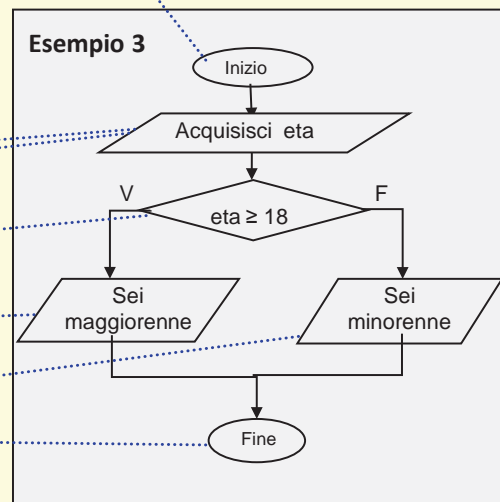 Esempio 3
Inizio
Acquisisci eta
V
F
eta ≥ 18
Sei
maggiorenne
Sei
minorenne
Fine